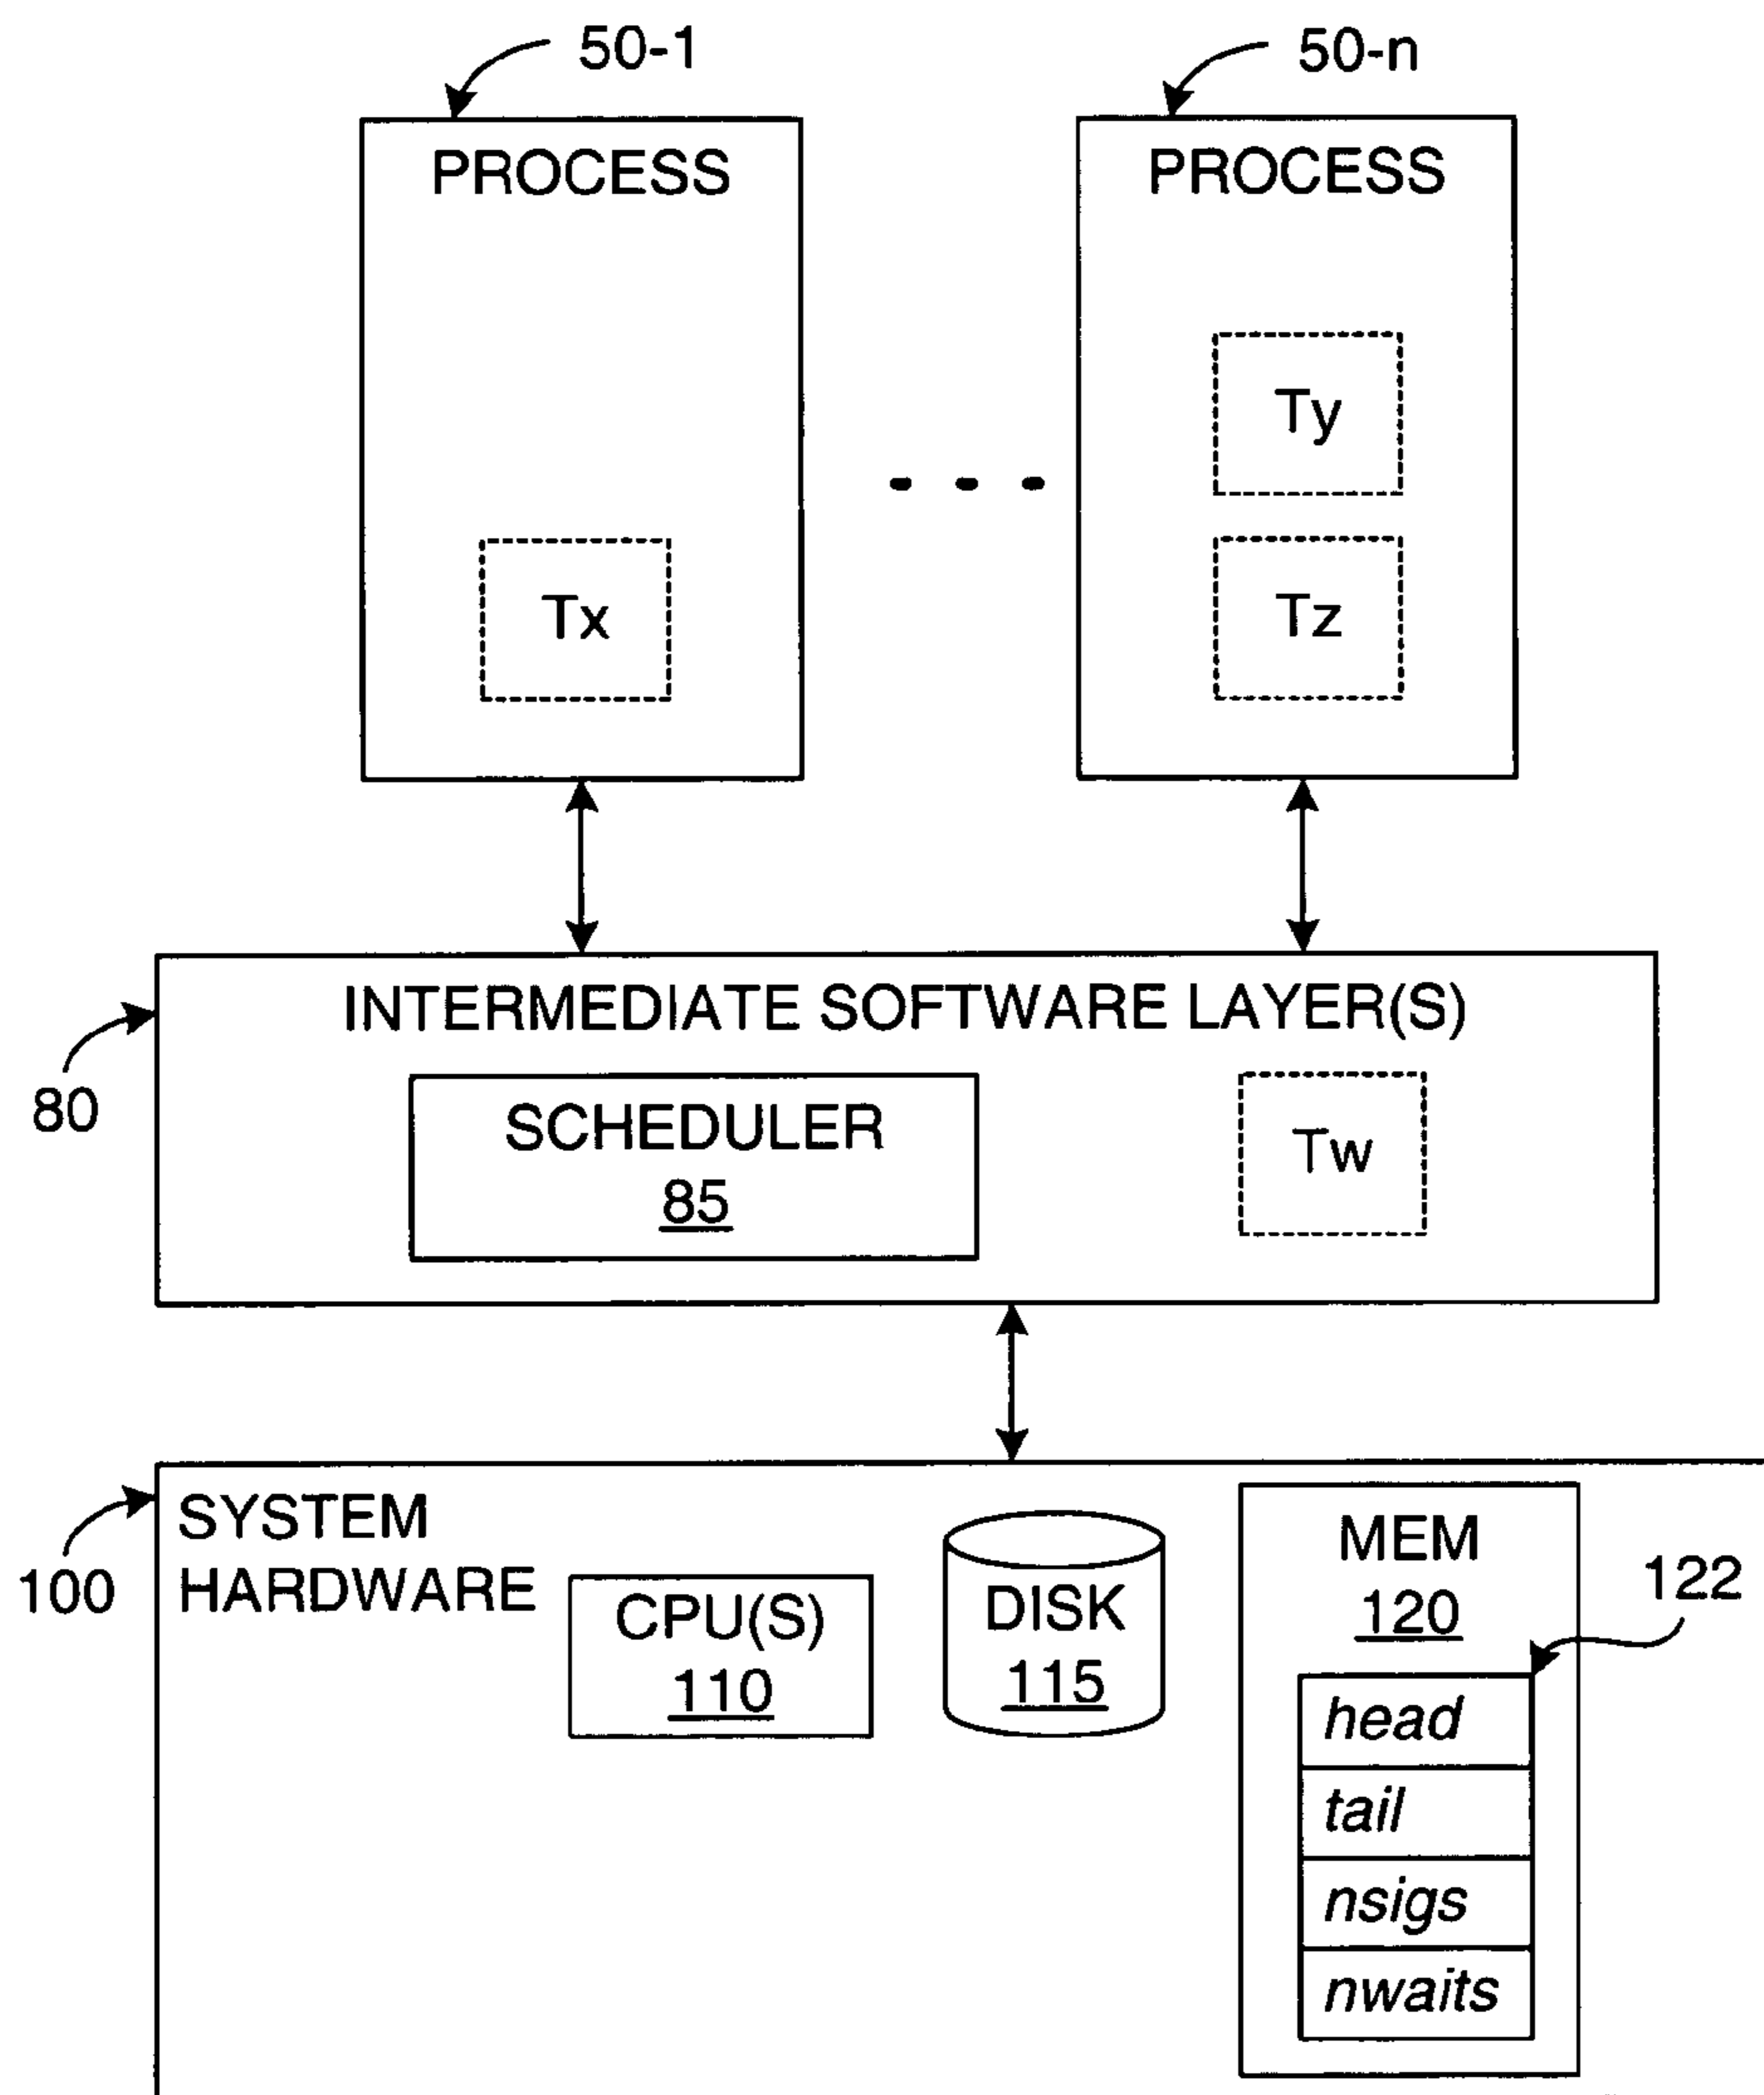 50-1
50-n
PROCESS
PROCESS
Ty
Tx
Tz
INTERMEDIATE SOFTWARE LAYER(S)
80
SCHEDULER
85
Tw
100
SYSTEM
HARDWARE
CPU(S)
110
DISK
115
MEM
120
122
head
tail
nsigs
nwaits